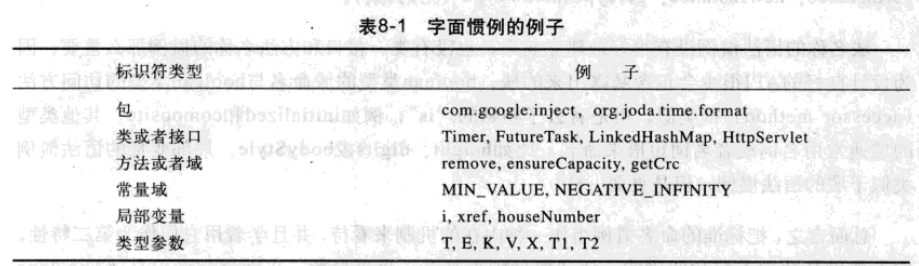 表8-1 字面惯例的例子
标识符类型 例 子
包 com.google.inject, org.joda.time.format
类或者接口 Timer, FutureTask, LinkedHashMap, HttpServlet
方法或者域 remove, ensureCapacity, getCrc
常量域 MIN_VALUE, NEGATIVE_INFINITY
局部变量 i, xref, houseNumber
类型参数 T, E, K, V, X, T1, T2